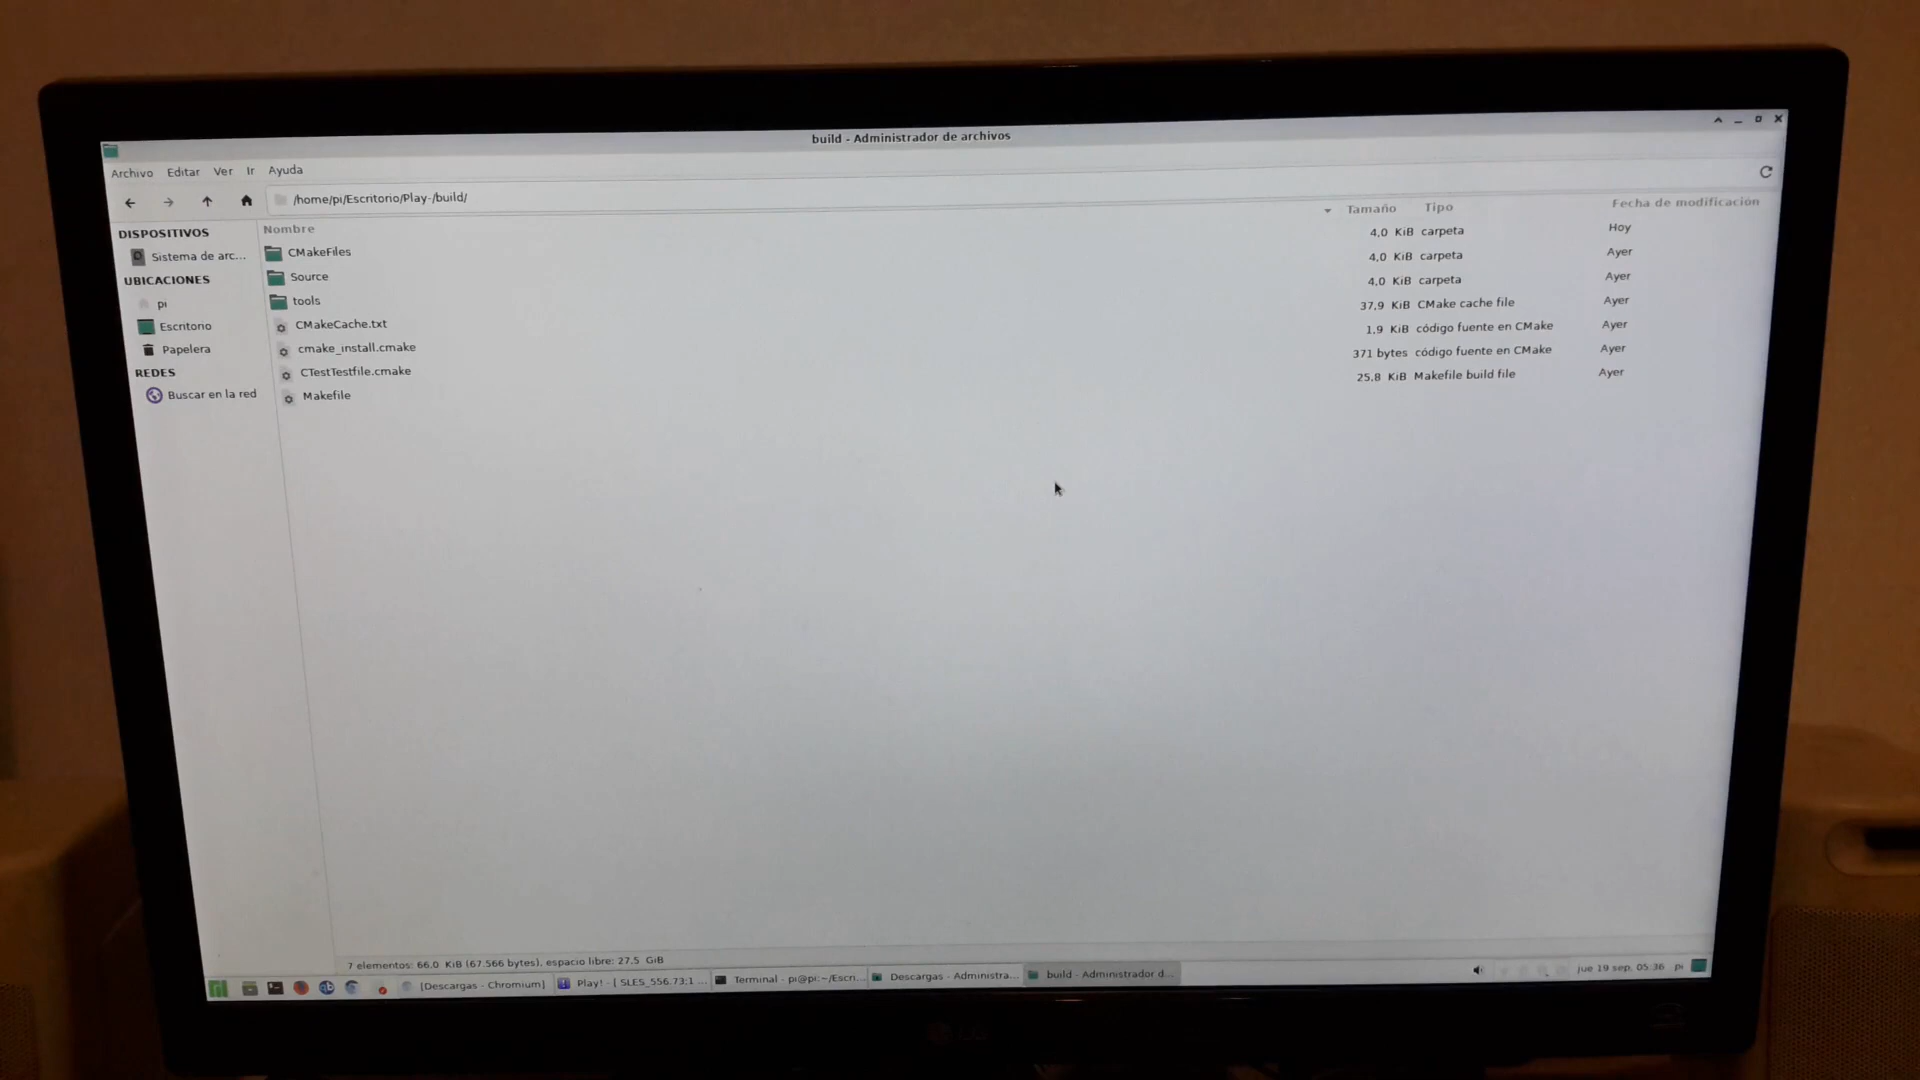 build - Administrador de archivos
Archivo Editar Ver Ir Ayuda
/home/pi/Escritorio/Play-/build/
DISPOSITIVOS
Sistema de arc...
UBICACIONES
pi
Escritorio
Papelera
REDES
Buscar en la red
Nombre Tamaño Tipo Fecha de modificación
CMakeFiles 4,0 KiB carpeta Hoy
Source 4,0 KiB carpeta Ayer
tools 4,0 KiB carpeta Ayer
CMakeCache.txt 37,9 KiB CMake cache file Ayer
cmake_install.cmake 1,9 KiB código fuente en CMake Ayer
CTestTestfile.cmake 371 bytes código fuente en CMake Ayer
Makefile 25,8 KiB Makefile build file Ayer
7 elementos: 66,0 KiB (67.566 bytes), espacio libre: 27,5 GiB
[Descargas - Chromium] Play! - [ SLES_556.73;1 ... Terminal - pi@pi:~/Escri... Descargas - Administra... build - Administrador d... jue 19 sep, 05:36 pi